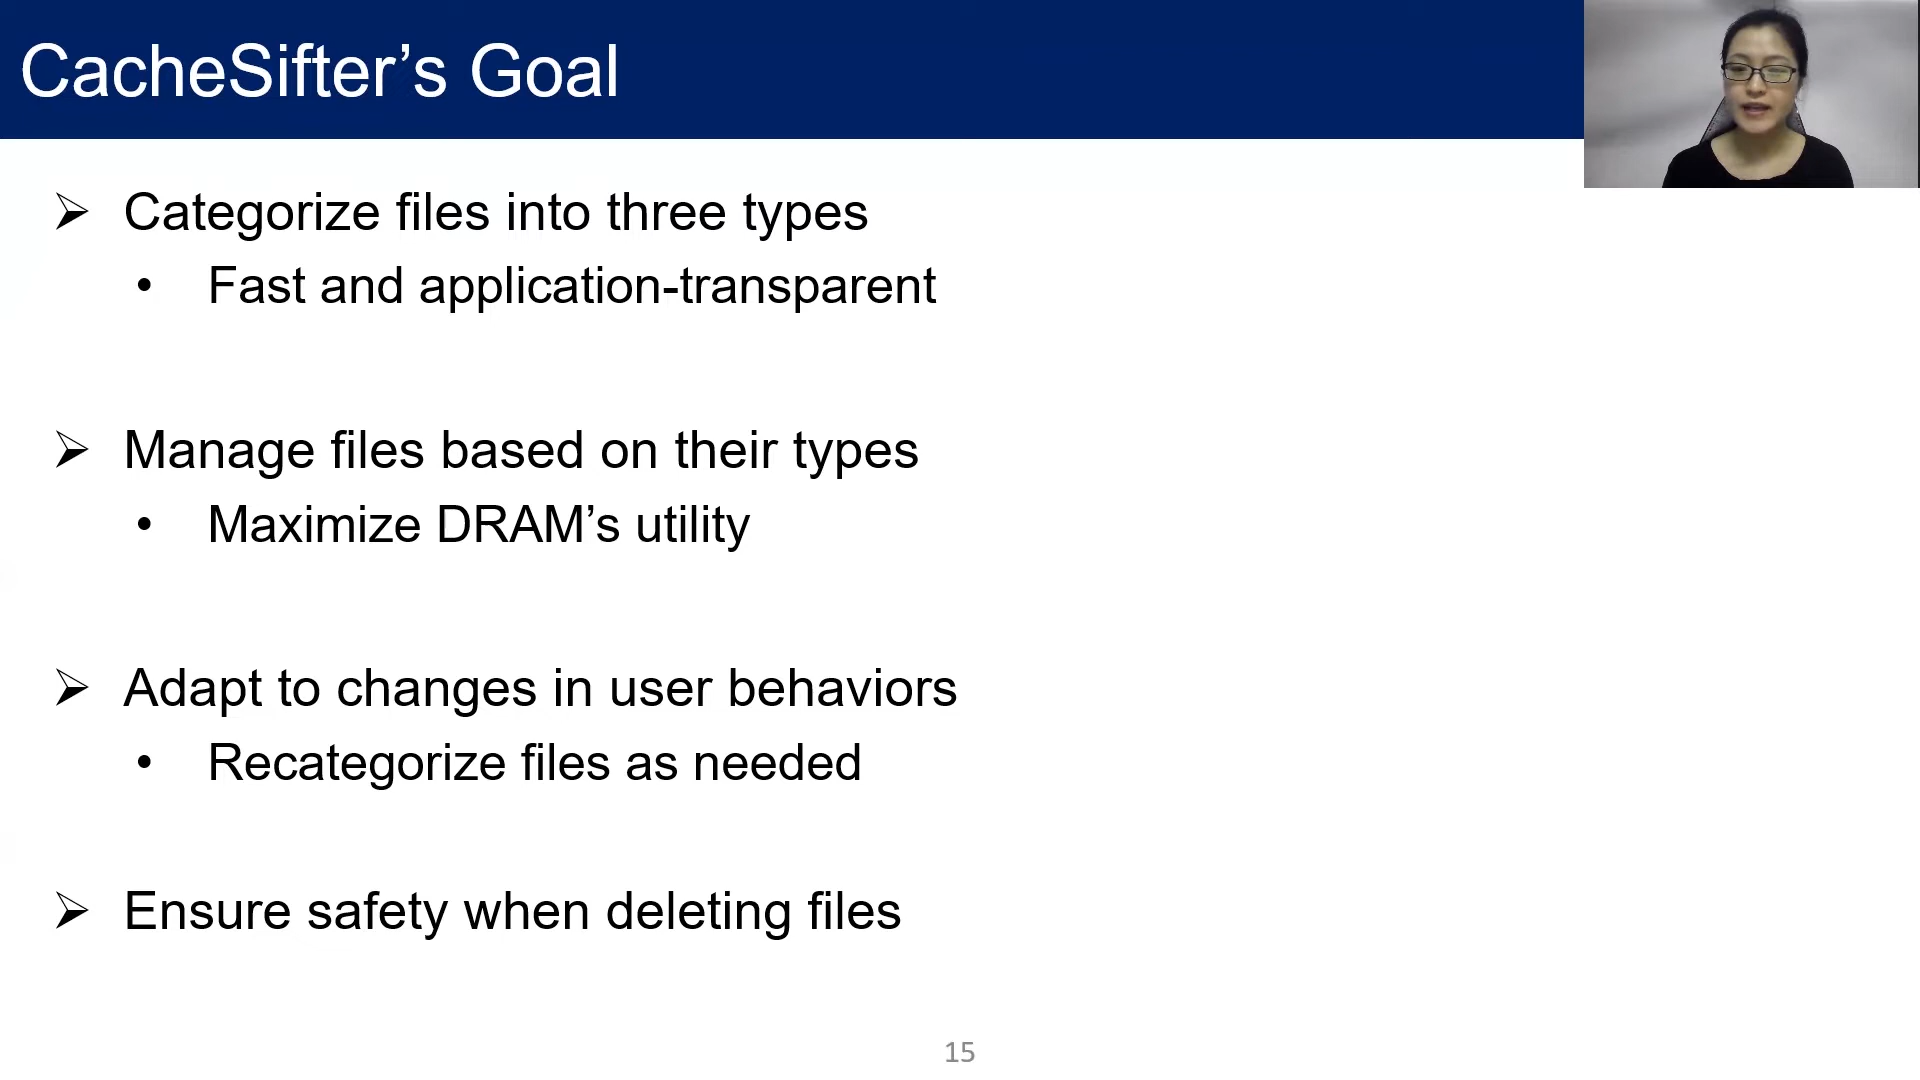 CacheSifter’s Goal
➢ Categorize files into three types
• Fast and application-transparent
➢ Manage files based on their types
• Maximize DRAM’s utility
➢ Adapt to changes in user behaviors
• Recategorize files as needed
➢ Ensure safety when deleting files
15